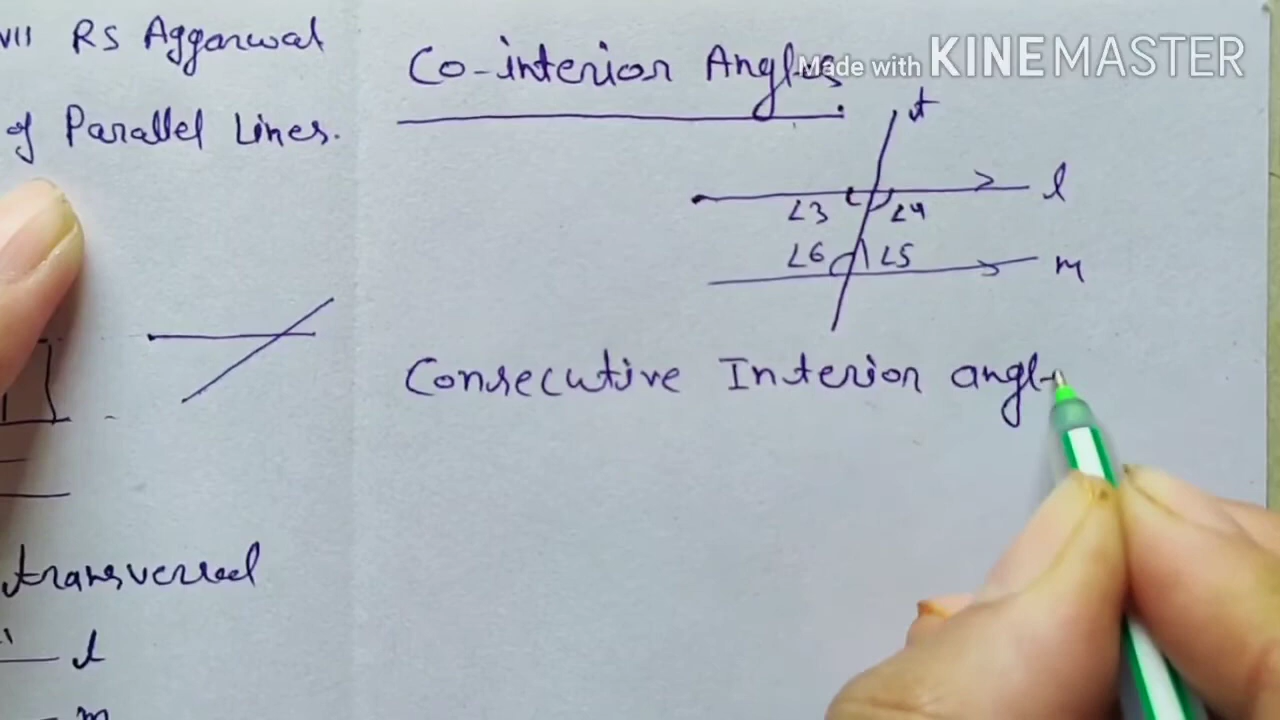 VII RS Aggarwal
of Parallel Lines.
transversal
l
m
Co-interior Angles
Made with KINEMASTER
t
l
∠3 ∠4
∠6 ∠5
m
Consecutive Interior angl